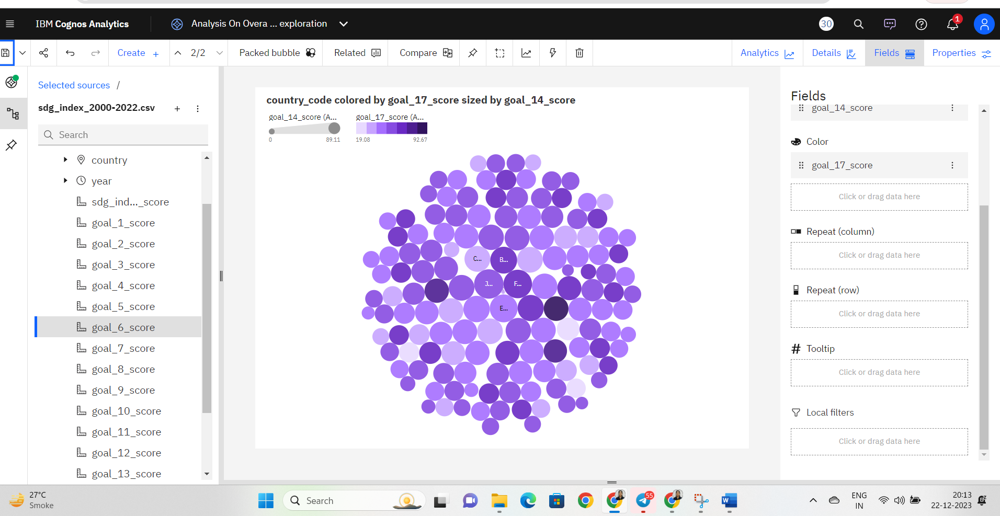 IBM Cognos Analytics
Analysis On Overa ... exploration
30
1
Create +
2/2
Packed bubble
Related
Compare
Analytics
Details
Fields
Properties
Selected sources /
sdg_index_2000-2022.csv
Search
country
year
sdg_ind..._score
goal_1_score
goal_2_score
goal_3_score
goal_4_score
goal_5_score
goal_6_score
goal_7_score
goal_8_score
goal_9_score
goal_10_score
goal_11_score
goal_12_score
goal_13_score
country_code colored by goal_17_score sized by goal_14_score
goal_14_score (A...
0
89.11
goal_17_score (A...
19.08
92.67
C...
B...
J...
F...
E...
Fields
goal_14_score
Color
goal_17_score
Click or drag data here
Repeat (column)
Click or drag data here
Repeat (row)
Click or drag data here
Tooltip
Click or drag data here
Local filters
Click or drag data here
27°C
Smoke
Search
55
ENG
IN
20:13
22-12-2023